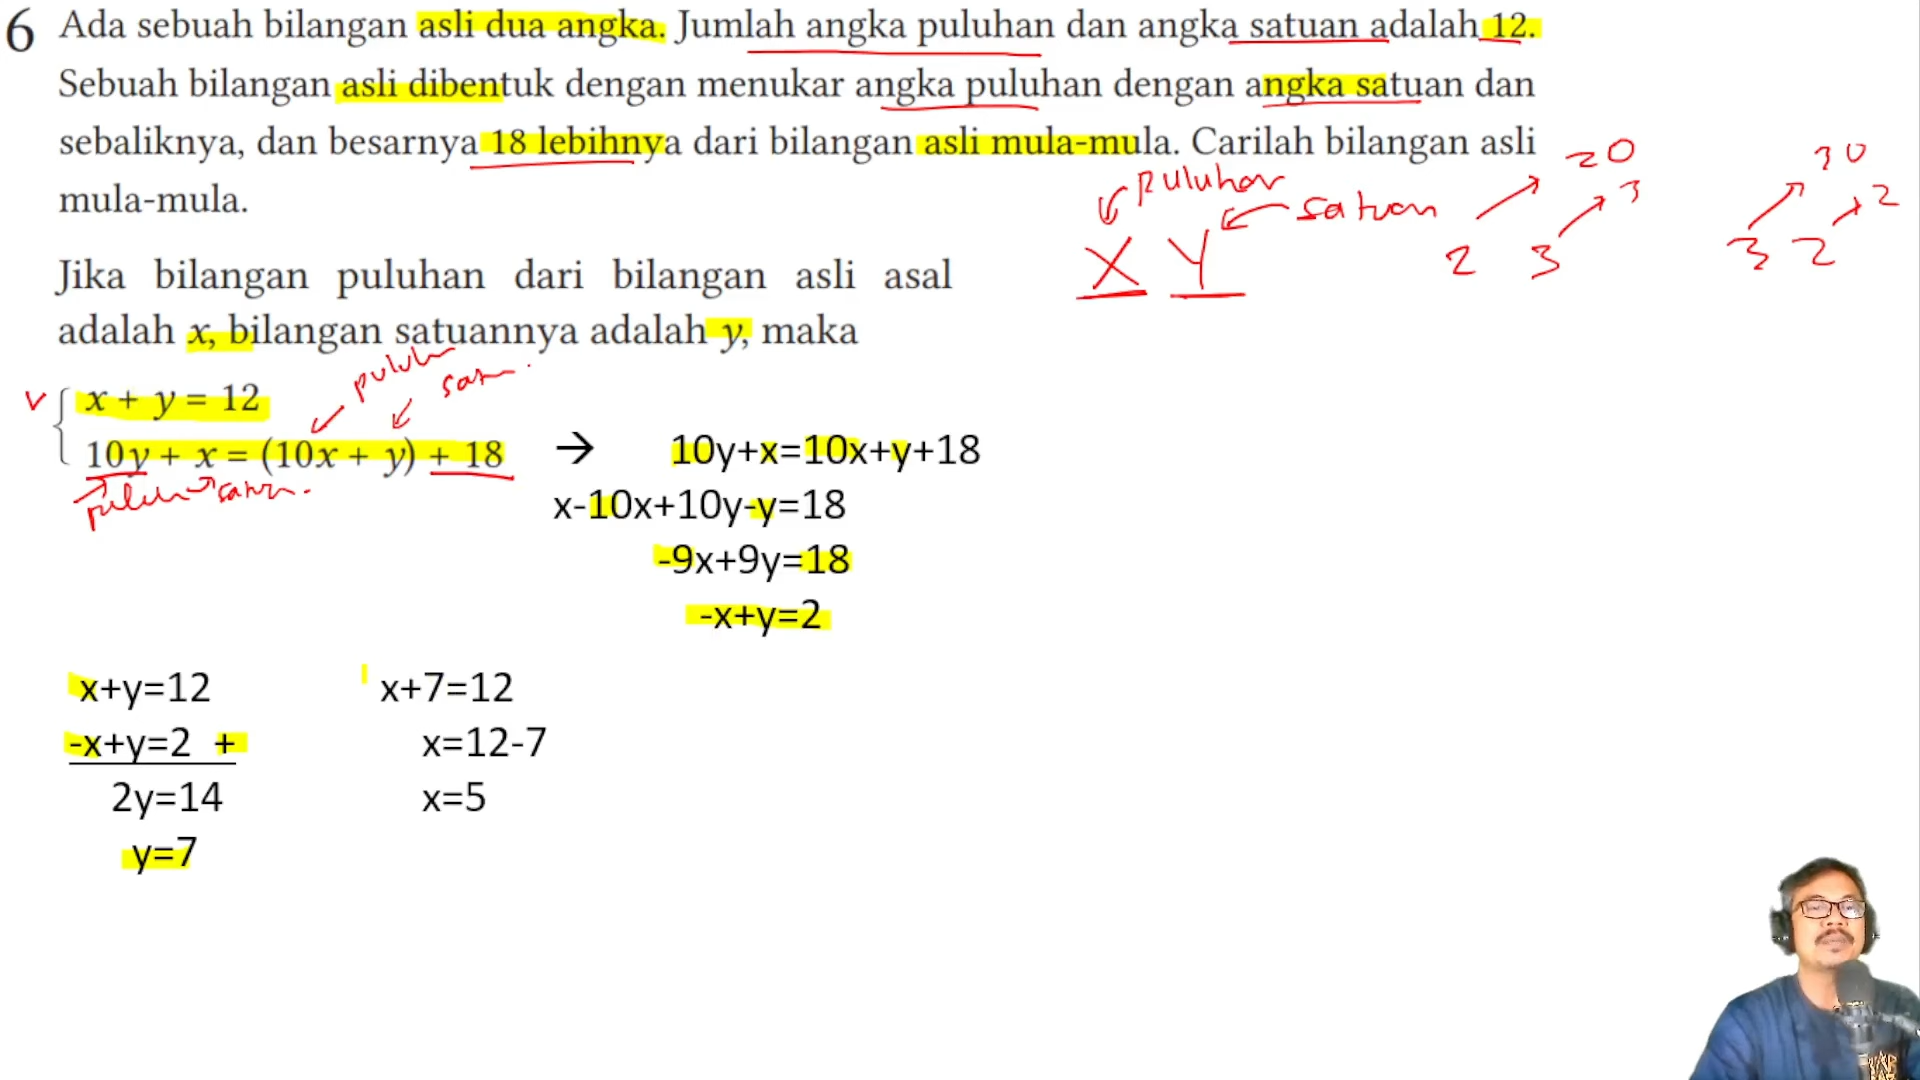 6 Ada sebuah bilangan asli dua angka. Jumlah angka puluhan dan angka satuan adalah 12.
Sebuah bilangan asli dibentuk dengan menukar angka puluhan dengan angka satuan dan
sebaliknya, dan besarnya 18 lebihnya dari bilangan asli mula-mula. Carilah bilangan asli
mula-mula.
puluhan
satuan
X Y
20
3
2 3
30
2
3 2
Jika bilangan puluhan dari bilangan asli asal
adalah x, bilangan satuannya adalah y, maka
x + y = 12
10y + x = (10x + y) + 18
→ 10y+x=10x+y+18
x-10x+10y-y=18
-9x+9y=18
-x+y=2
x+y=12
-x+y=2 +
2y=14
y=7
x+7=12
x=12-7
x=5